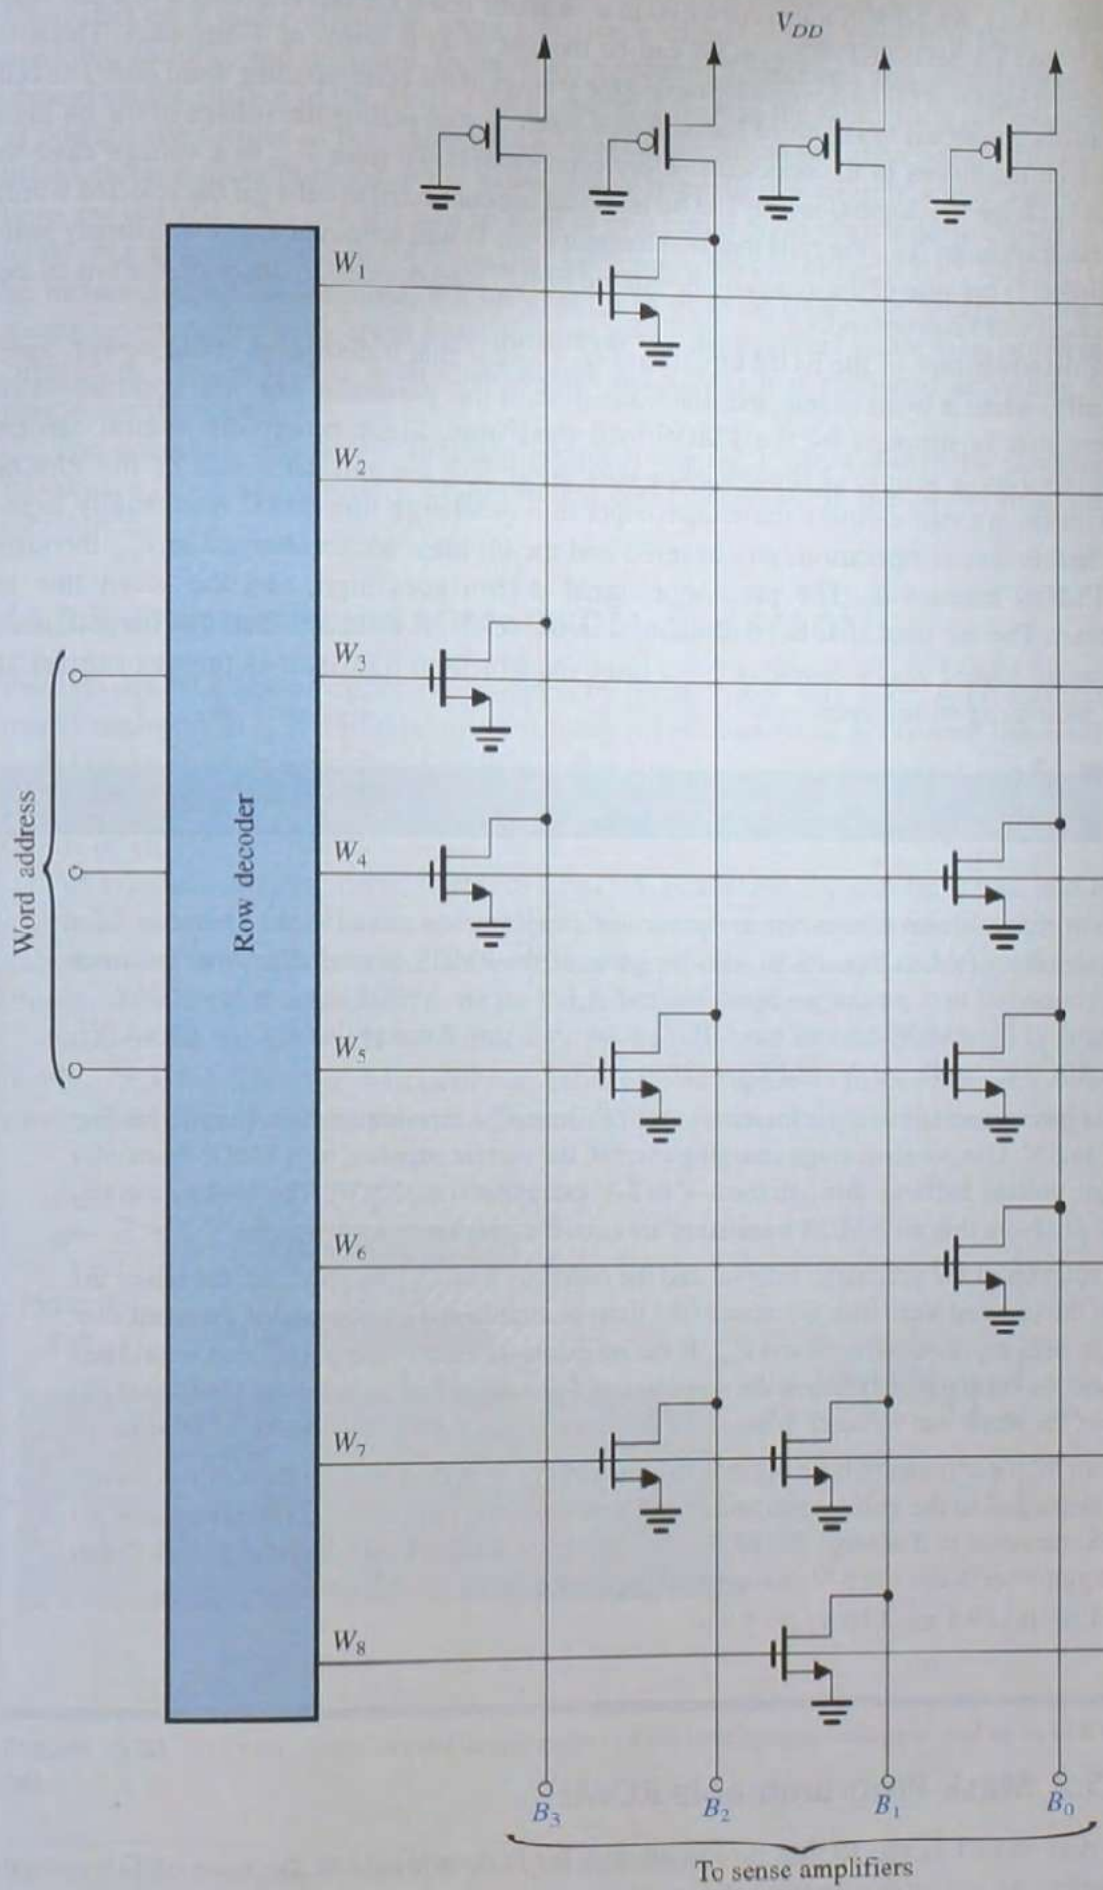 V_DD
W_1
W_2
W_3
W_4
W_5
W_6
W_7
W_8
Word address
Row decoder
B_3
B_2
B_1
B_0
To sense amplifiers